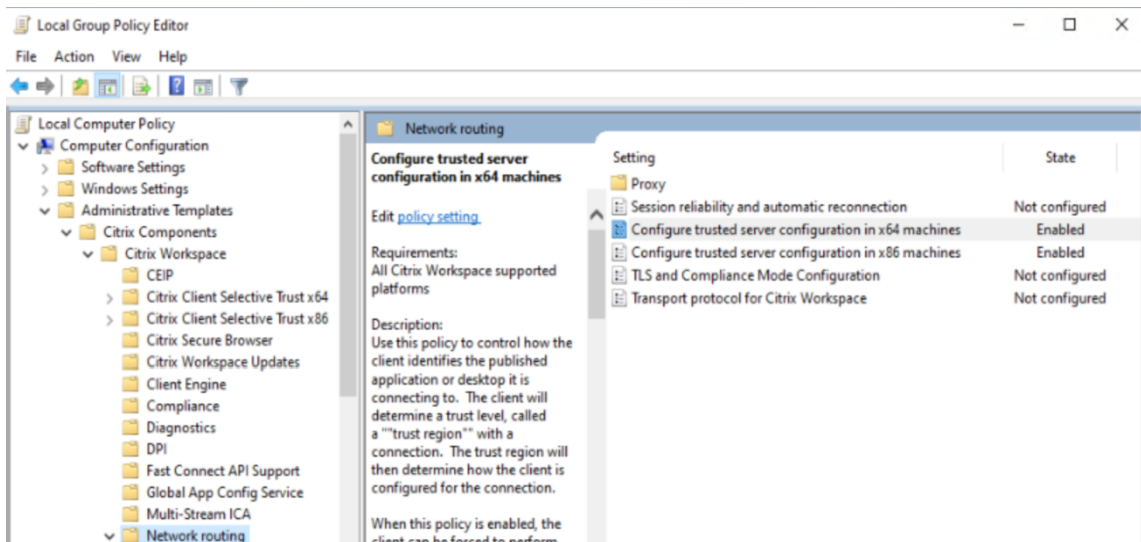 Local Group Policy Editor
File Action View Help
Local Computer Policy
Computer Configuration
Software Settings
Windows Settings
Administrative Templates
Citrix Components
Citrix Workspace
CEIP
Citrix Client Selective Trust x64
Citrix Client Selective Trust x86
Citrix Secure Browser
Citrix Workspace Updates
Client Engine
Compliance
Diagnostics
DPI
Fast Connect API Support
Global App Config Service
Multi-Stream ICA
Network routing
Network routing
Configure trusted server
configuration in x64 machines
Edit policy setting
Requirements:
All Citrix Workspace supported
platforms
Description:
Use this policy to control how the
client identifies the published
application or desktop it is
connecting to. The client will
determine a trust level, called
a ""trust region"" with a
connection. The trust region will
then determine how the client is
configured for the connection.
When this policy is enabled, the
client can be forced to perform
Setting State
Proxy
Session reliability and automatic reconnection Not configured
Configure trusted server configuration in x64 machines Enabled
Configure trusted server configuration in x86 machines Enabled
TLS and Compliance Mode Configuration Not configured
Transport protocol for Citrix Workspace Not configured